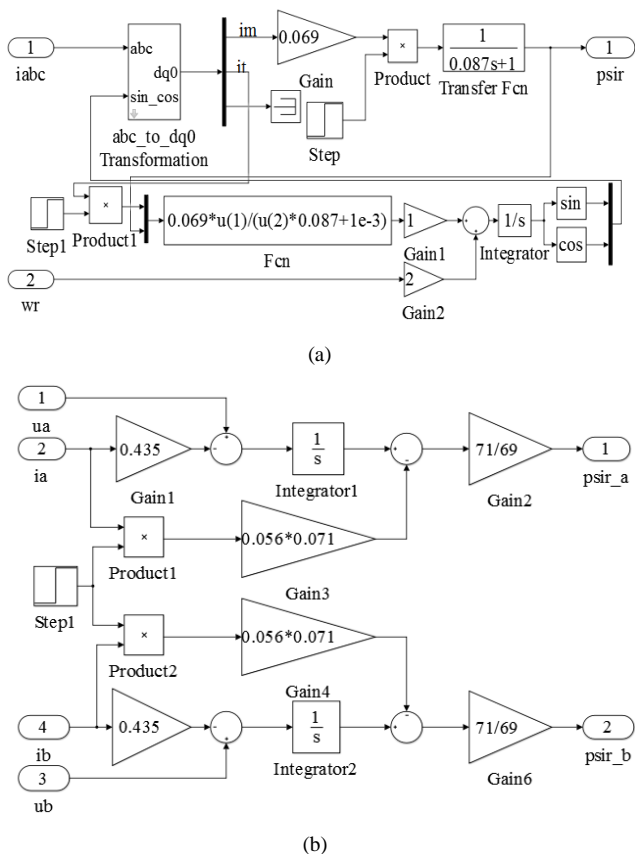 1
iabc
abc
dq0
sin_cos
abc_to_dq0
Transformation
im
it
0.069
Gain
Step
×
Product
1
0.087s+1
Transfer Fcn
1
psir
Step1
×
Product1
0.069*u(1)/(u(2)*0.087+1e-3)
Fcn
1
Gain1
1/s
Integrator
sin
cos
2
wr
2
Gain2
(a)
1
ua
2
ia
0.435
Gain1
1
s
Integrator1
71/69
Gain2
1
psir_a
×
Product1
0.056*0.071
Gain3
Step1
×
Product2
0.056*0.071
Gain4
4
ib
0.435
1
s
Integrator2
71/69
Gain6
2
psir_b
3
ub
(b)